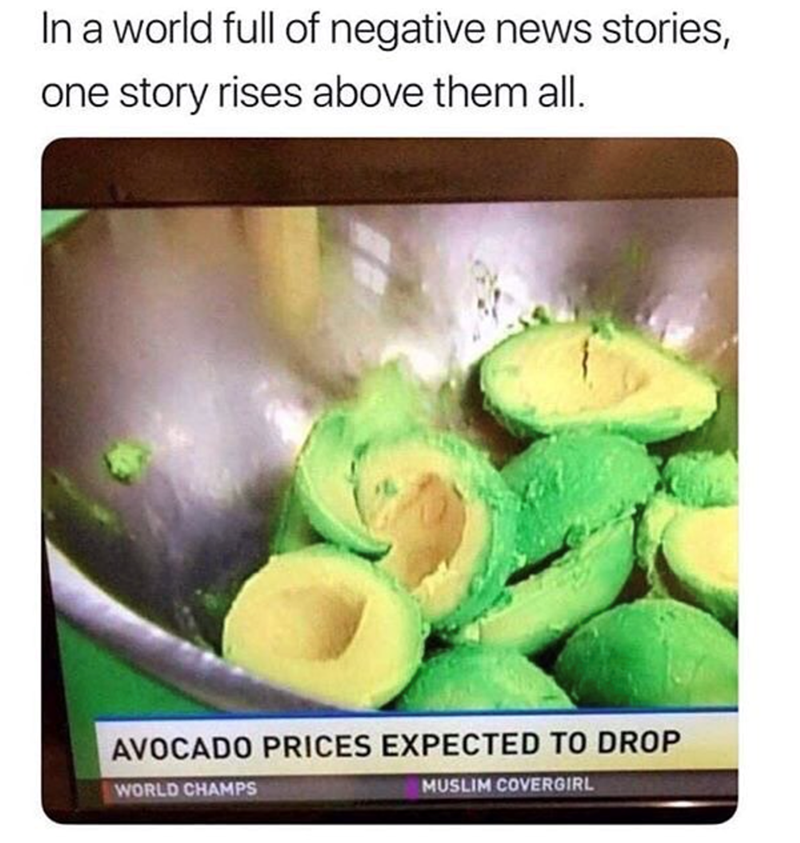 In a world full of negative news stories,
one story rises above them all.
AVOCADO PRICES EXPECTED TO DROP
WORLD CHAMPS MUSLIM COVERGIRL